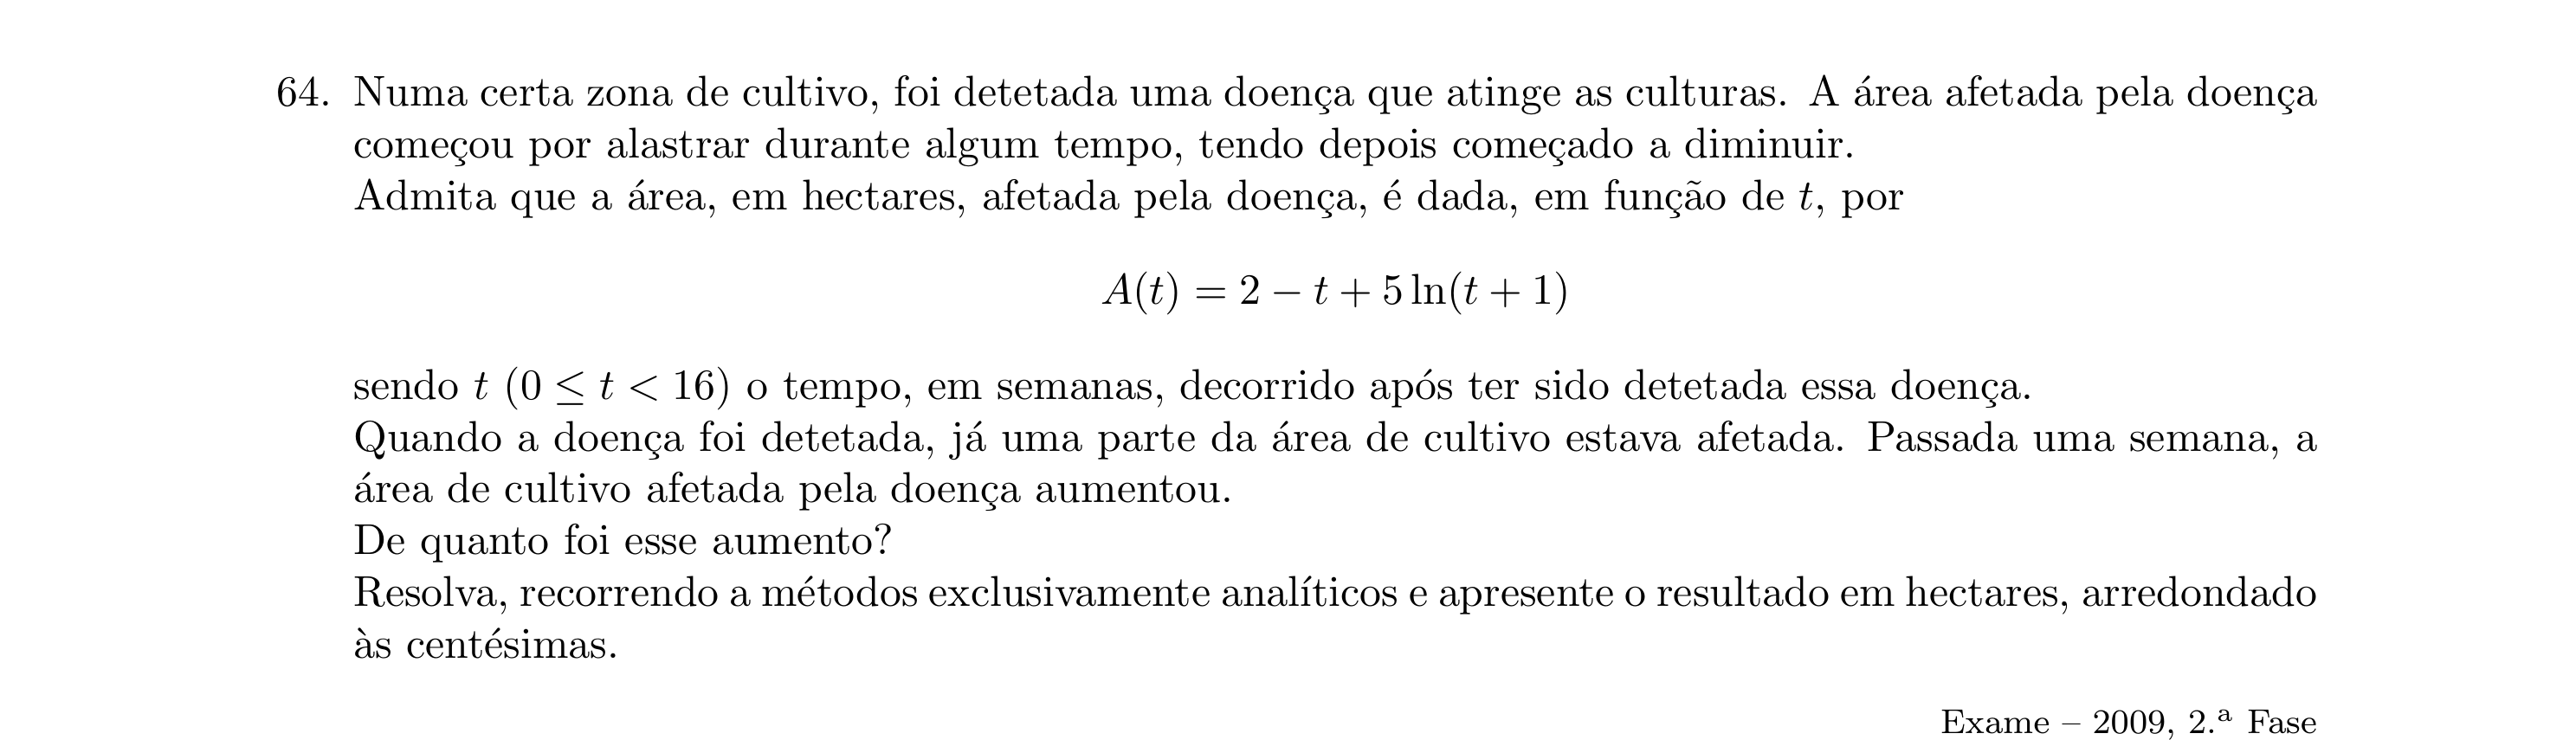 64. Numa certa zona de cultivo, foi detetada uma doença que atinge as culturas. A área afetada pela doença
começou por alastrar durante algum tempo, tendo depois começado a diminuir.
Admita que a área, em hectares, afetada pela doença, é dada, em função de t, por
A(t) = 2 − t + 5 ln(t + 1)
sendo t (0 ≤ t < 16) o tempo, em semanas, decorrido após ter sido detetada essa doença.
Quando a doença foi detetada, já uma parte da área de cultivo estava afetada. Passada uma semana, a
área de cultivo afetada pela doença aumentou.
De quanto foi esse aumento?
Resolva, recorrendo a métodos exclusivamente analíticos e apresente o resultado em hectares, arredondado
às centésimas.
Exame – 2009, 2.ª Fase